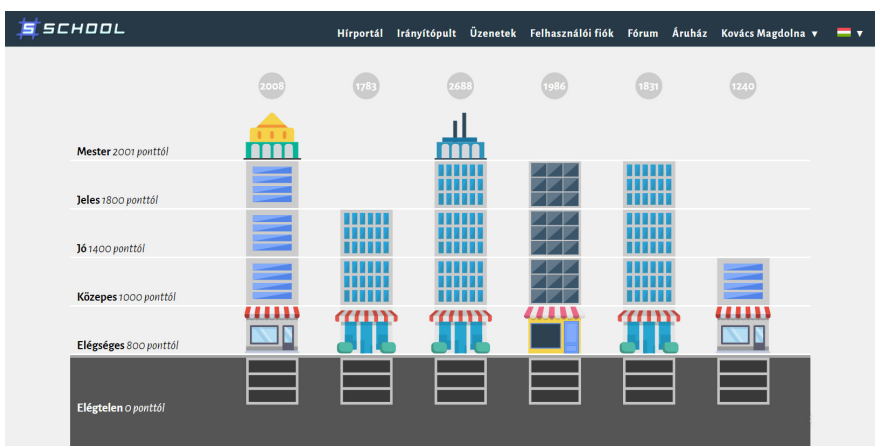 SCHOOL
Hírportál Irányítópult Üzenetek Felhasználói fiók Fórum Áruház Kovács Magdolna
2008 1783 2688 1986 1831 1240
Mester 2001 ponttól
Jeles 1800 ponttól
Jó 1400 ponttól
Közepes 1000 ponttól
Elégséges 800 ponttól
Elégtelen 0 ponttól